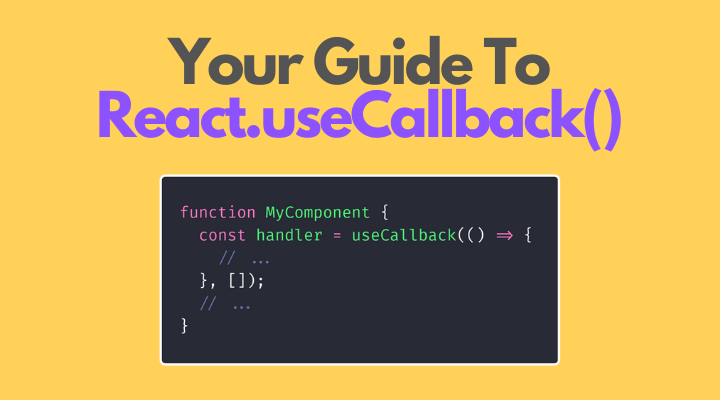 Your Guide To
React.useCallback()
function MyComponent {
  const handler = useCallback(() => {
    // ...
  }, []);
  // ...
}